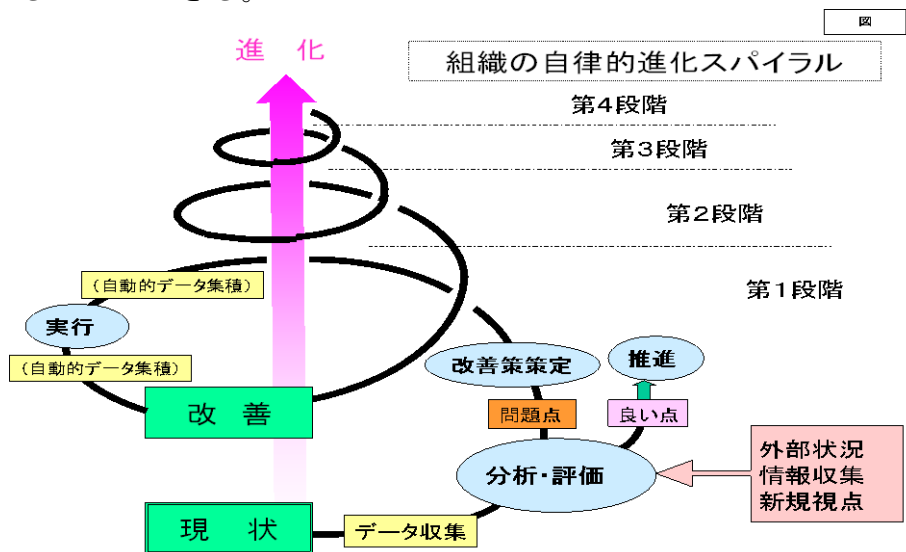 図
進 化
組織の自律的進化スパイラル
第4段階
第3段階
第2段階
第1段階
(自動的データ集積)
実行
(自動的データ集積)
改善策策定
推進
改 善
問題点
良い点
外部状況
情報収集
新規視点
分析・評価
現 状
データ収集